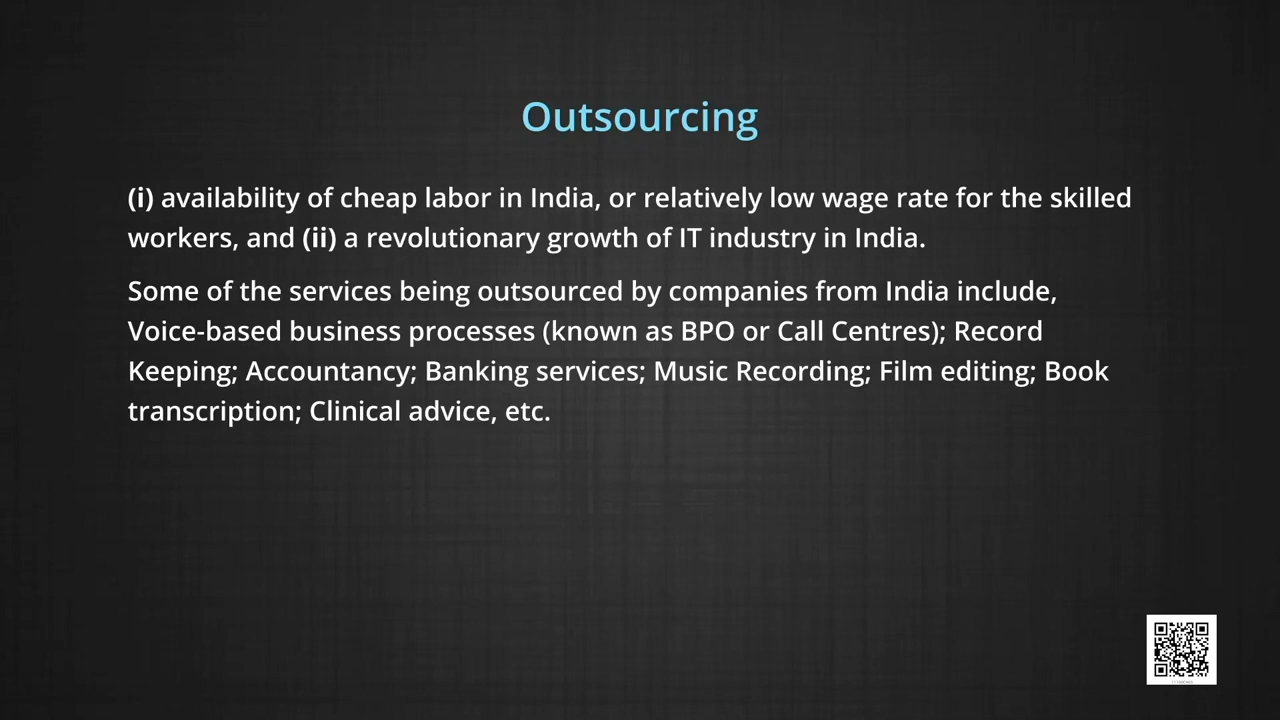 Outsourcing
(i) availability of cheap labor in India, or relatively low wage rate for the skilled
workers, and (ii) a revolutionary growth of IT industry in India.
Some of the services being outsourced by companies from India include,
Voice-based business processes (known as BPO or Call Centres); Record
Keeping; Accountancy; Banking services; Music Recording; Film editing; Book
transcription; Clinical advice, etc.